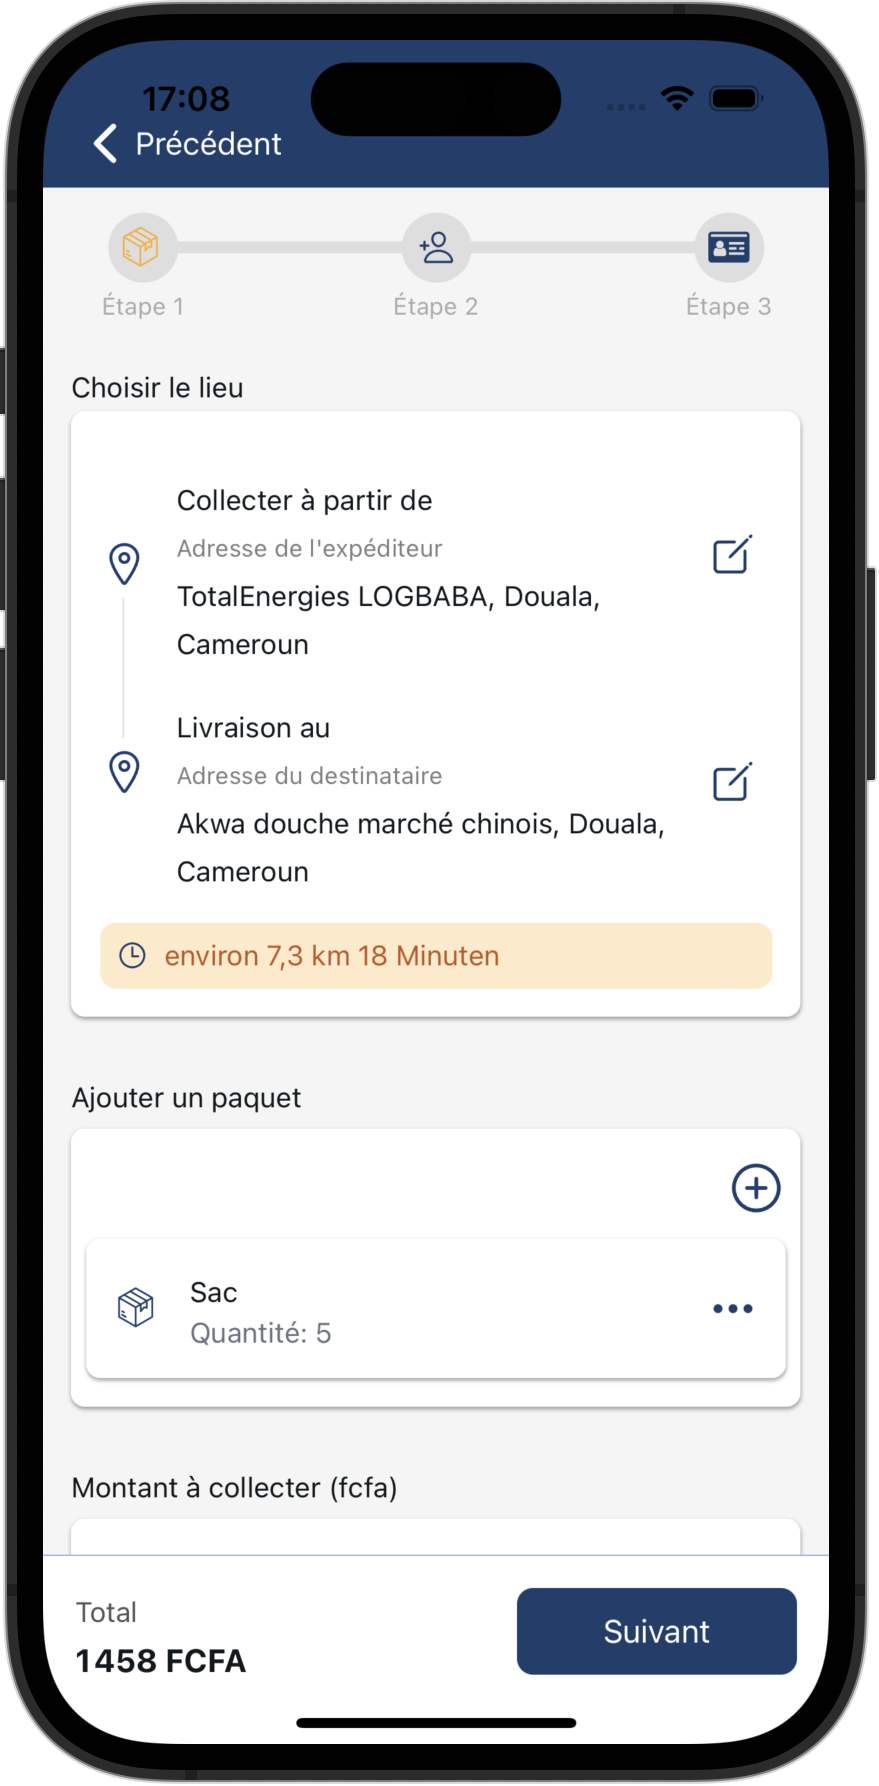 17:08
Précédent
Étape 1
Étape 2
Étape 3
Choisir le lieu
Collecter à partir de
Adresse de l'expéditeur
TotalEnergies LOGBABA, Douala,
Cameroun
Livraison au
Adresse du destinataire
Akwa douche marché chinois, Douala,
Cameroun
environ 7,3 km 18 Minuten
Ajouter un paquet
Sac
Quantité: 5
Montant à collecter (fcfa)
Total
1458 FCFA
Suivant